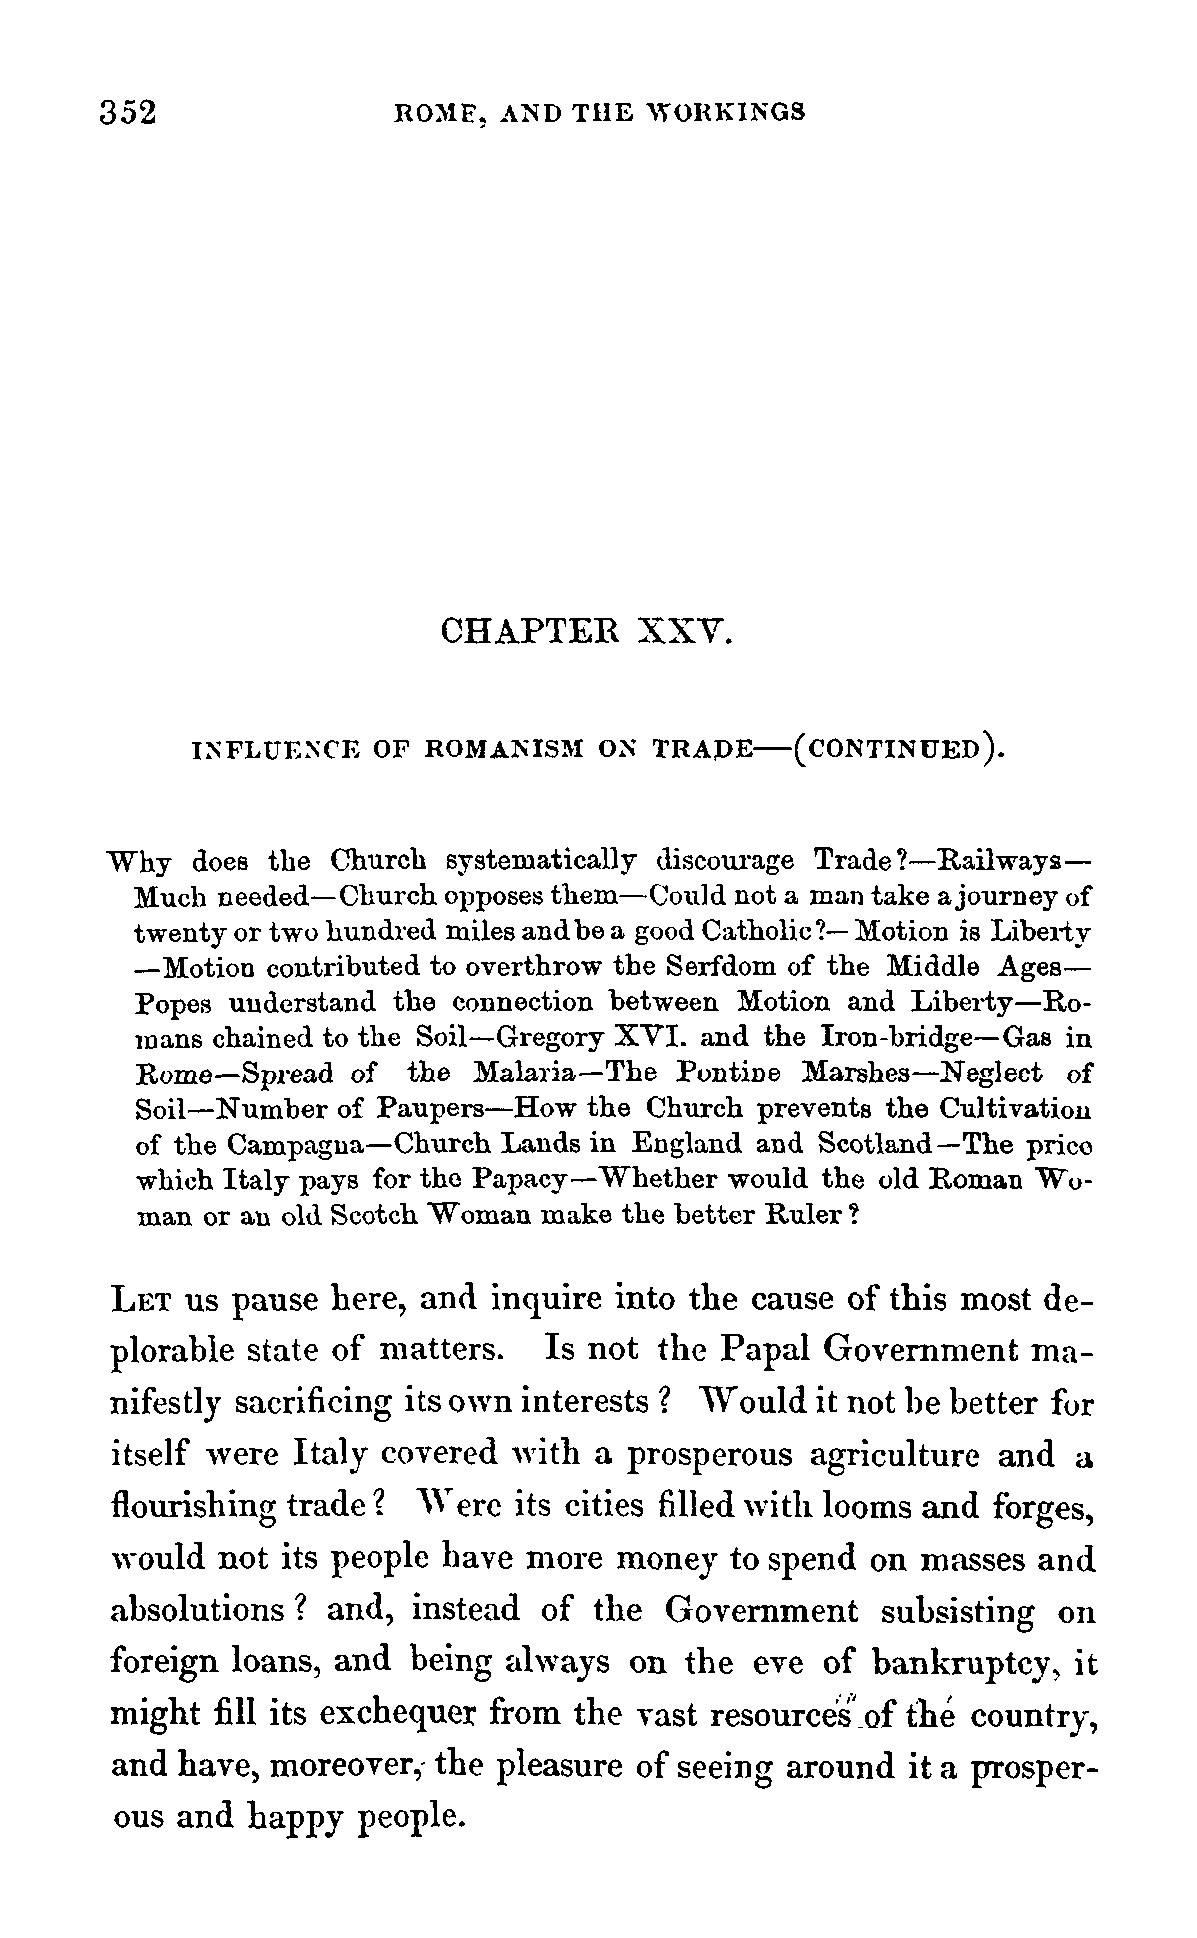 352 ROME, AND THE WORKINGS
CHAPTER XXV.
INFLUENCE OF ROMANISM ON TRADE—(CONTINUED).
Why does the Church systematically discourage Trade?—Railways—
Much needed—Church opposes them—Could not a man take a journey of
twenty or two hundred miles and be a good Catholic?—Motion is Liberty
—Motion contributed to overthrow the Serfdom of the Middle Ages—
Popes understand the connection between Motion and Liberty—Ro-
mans chained to the Soil—Gregory XVI. and the Iron-bridge—Gas in
Rome—Spread of the Malaria—The Pontine Marshes—Neglect of
Soil—Number of Paupers—How the Church prevents the Cultivation
of the Campagna—Church Lands in England and Scotland—The price
which Italy pays for the Papacy—Whether would the old Roman Wo-
man or an old Scotch Woman make the better Ruler?
LET us pause here, and inquire into the cause of this most de-
plorable state of matters. Is not the Papal Government ma-
nifestly sacrificing its own interests? Would it not be better for
itself were Italy covered with a prosperous agriculture and a
flourishing trade? Were its cities filled with looms and forges,
would not its people have more money to spend on masses and
absolutions? and, instead of the Government subsisting on
foreign loans, and being always on the eve of bankruptcy, it
might fill its exchequer from the vast resources of the country,
and have, moreover, the pleasure of seeing around it a prosper-
ous and happy people.